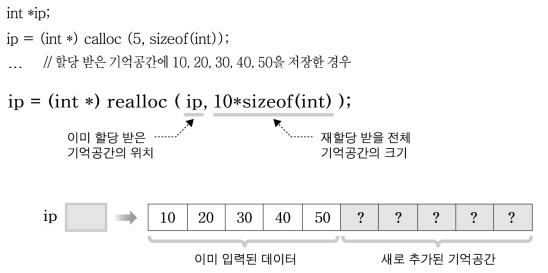 int *ip;
ip = (int *) calloc (5, sizeof(int));
… // 할당 받은 기억공간에 10, 20, 30, 40, 50을 저장한 경우
ip = (int *) realloc ( ip, 10*sizeof(int) );
이미 할당 받은 재할당 받을 전체
기억공간의 위치 기억공간의 크기
ip 10 20 30 40 50 ? ? ? ? ?
이미 입력된 데이터 새로 추가된 기억공간